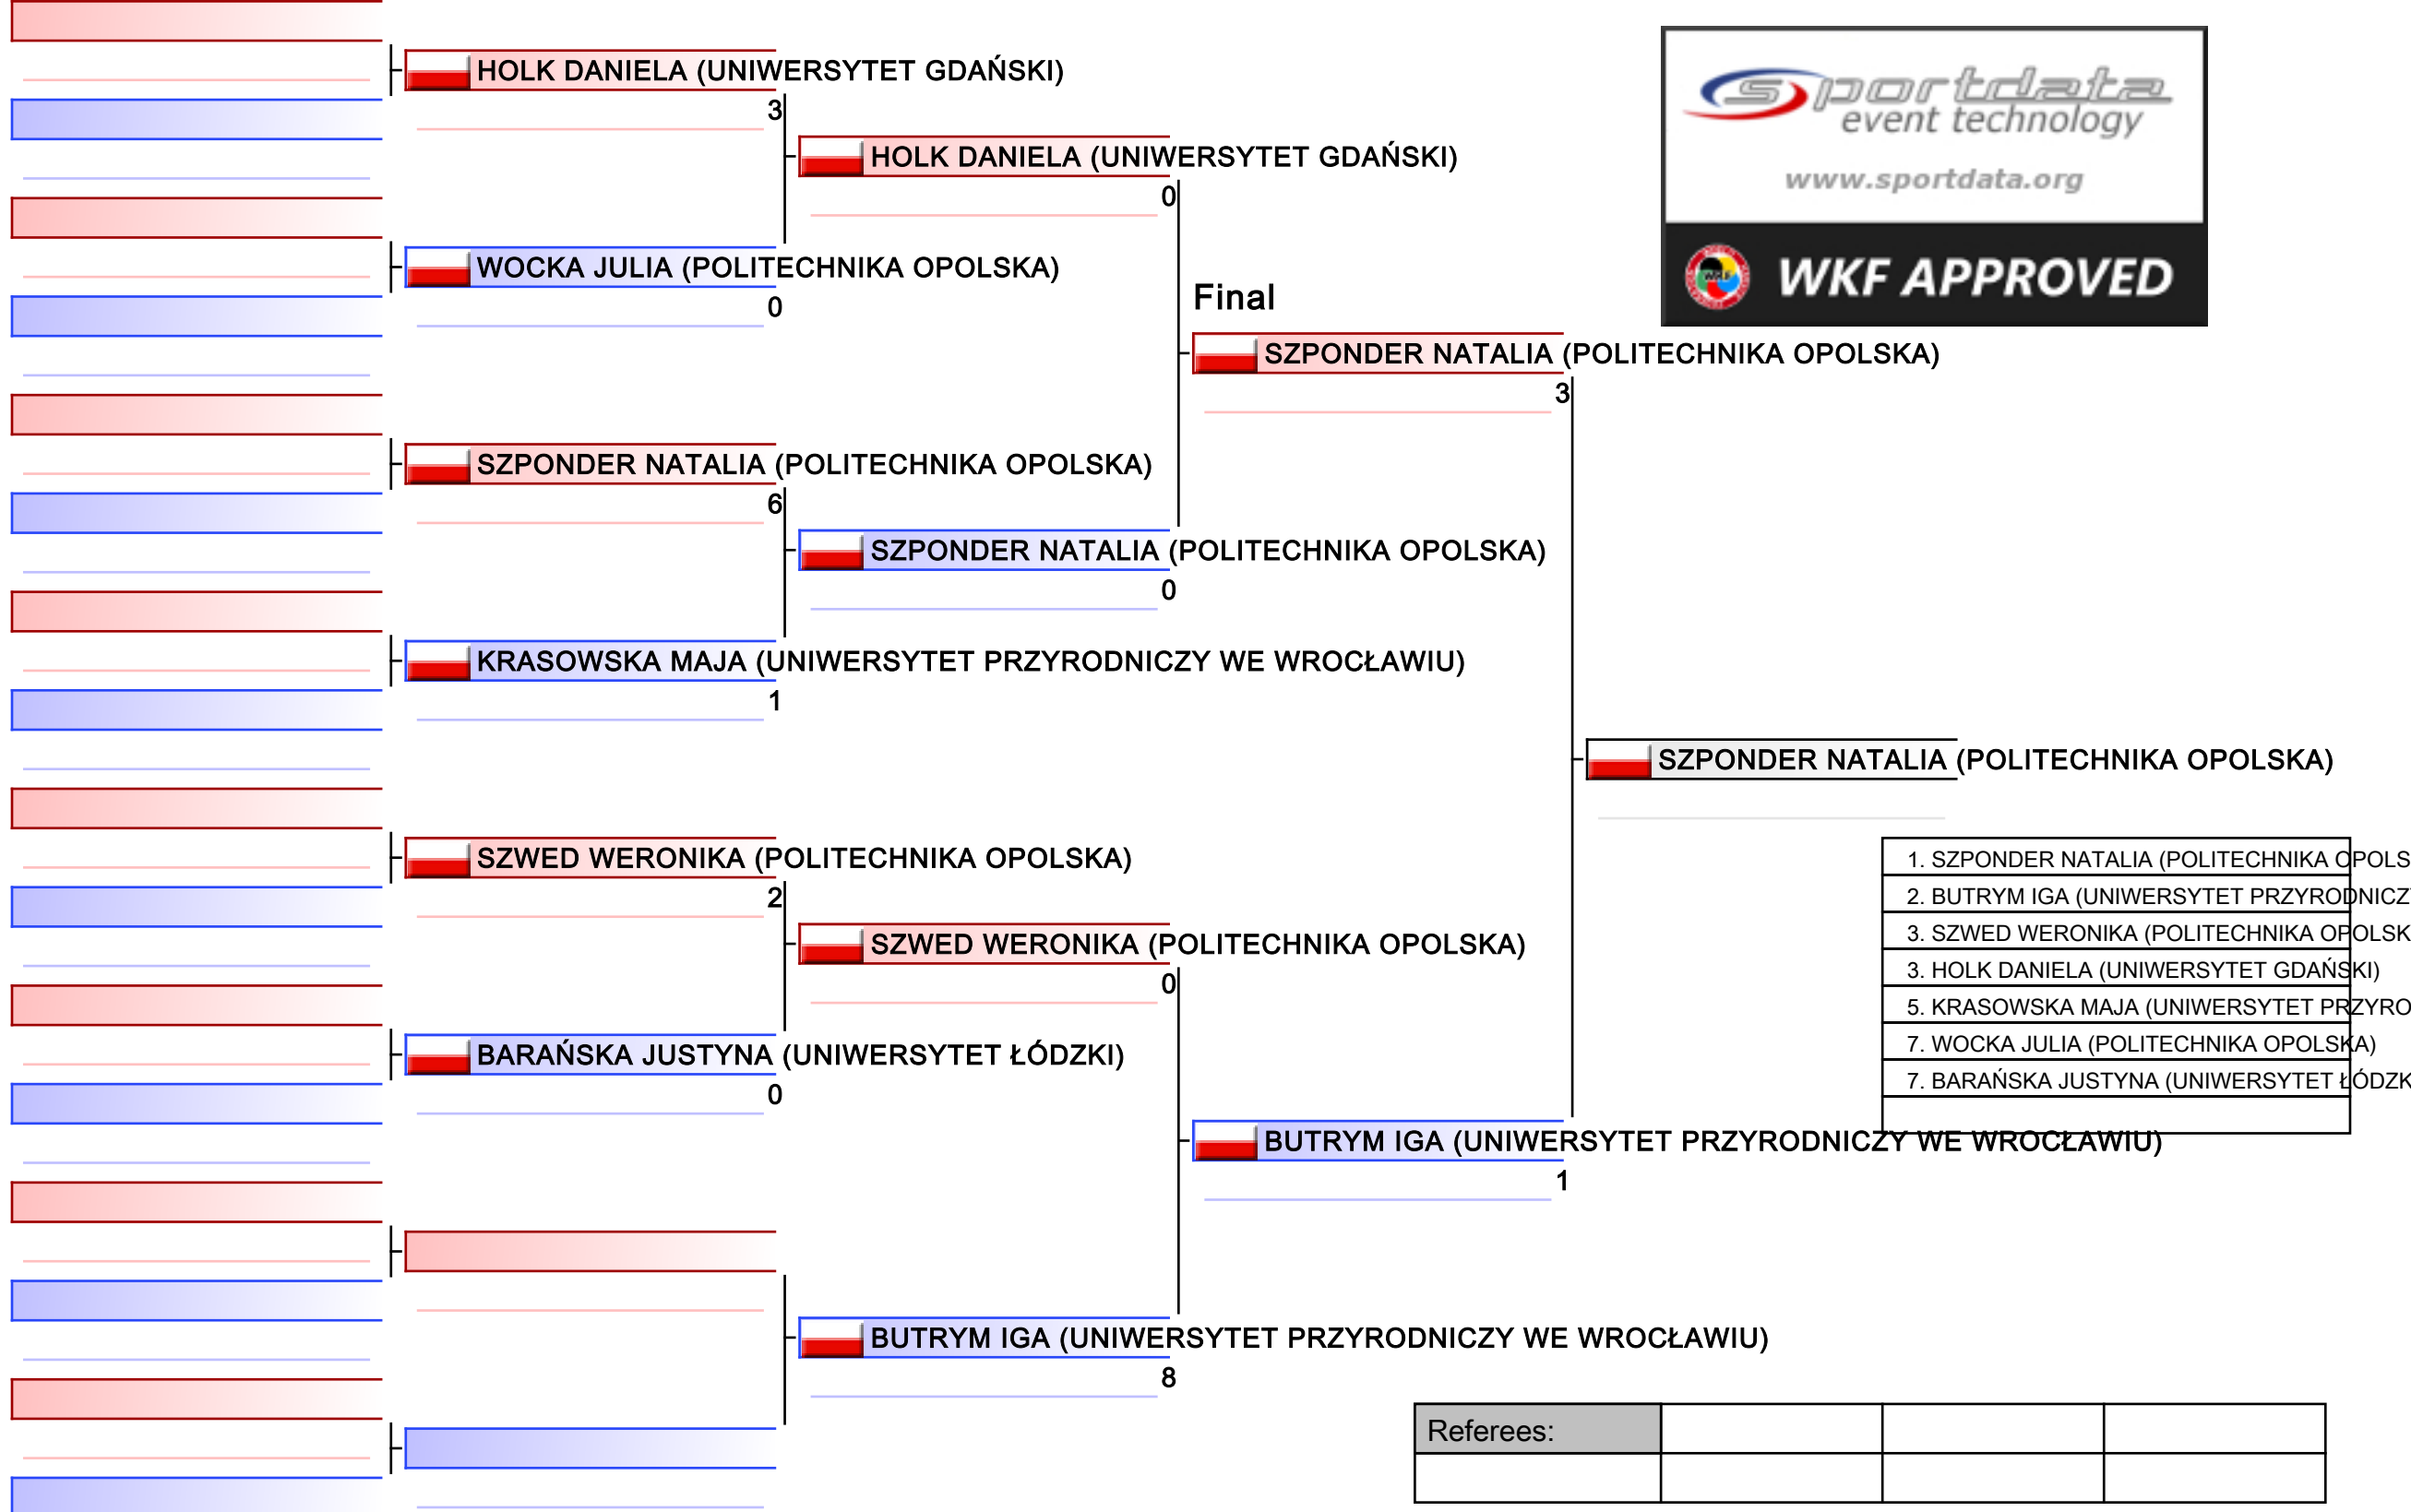 HOLK DANIELA (UNIWERSYTET GDAŃSKI)
3
HOLK DANIELA (UNIWERSYTET GDAŃSKI)
0
WOCKA JULIA (POLITECHNIKA OPOLSKA)
0
sportdata
event technology
www.sportdata.org
WKF
WKF APPROVED
Final
SZPONDER NATALIA (POLITECHNIKA OPOLSKA)
3
SZPONDER NATALIA (POLITECHNIKA OPOLSKA)
6
SZPONDER NATALIA (POLITECHNIKA OPOLSKA)
0
KRASOWSKA MAJA (UNIWERSYTET PRZYRODNICZY WE WROCŁAWIU)
1
SZPONDER NATALIA (POLITECHNIKA OPOLSKA)
SZWED WERONIKA (POLITECHNIKA OPOLSKA)
2
SZWED WERONIKA (POLITECHNIKA OPOLSKA)
0
BARAŃSKA JUSTYNA (UNIWERSYTET ŁÓDZKI)
0
1. SZPONDER NATALIA (POLITECHNIKA OPOLS
2. BUTRYM IGA (UNIWERSYTET PRZYRODNICZ
3. SZWED WERONIKA (POLITECHNIKA OPOLSK
3. HOLK DANIELA (UNIWERSYTET GDAŃSKI)
5. KRASOWSKA MAJA (UNIWERSYTET PRZYRO
7. WOCKA JULIA (POLITECHNIKA OPOLSKA)
7. BARAŃSKA JUSTYNA (UNIWERSYTET ŁÓDZK
BUTRYM IGA (UNIWERSYTET PRZYRODNICZY WE WROCŁAWIU)
1
BUTRYM IGA (UNIWERSYTET PRZYRODNICZY WE WROCŁAWIU)
8
Referees: